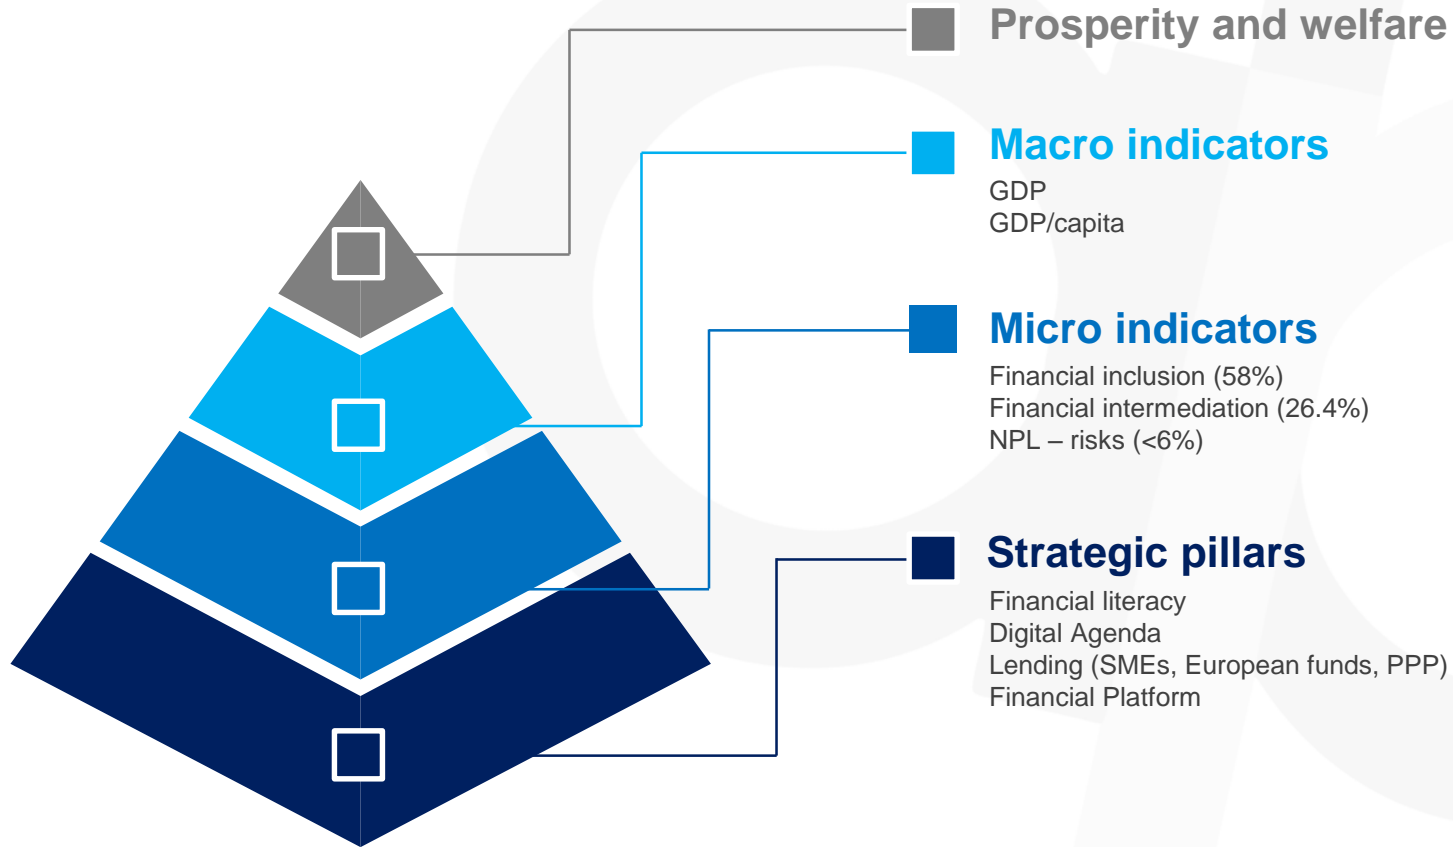 Prosperity and welfare
Macro indicators
GDP
GDP/capita
Micro indicators
Financial inclusion (58%)
Financial intermediation (26.4%)
NPL – risks (<6%)
Strategic pillars
Financial literacy
Digital Agenda
Lending (SMEs, European funds, PPP)
Financial Platform